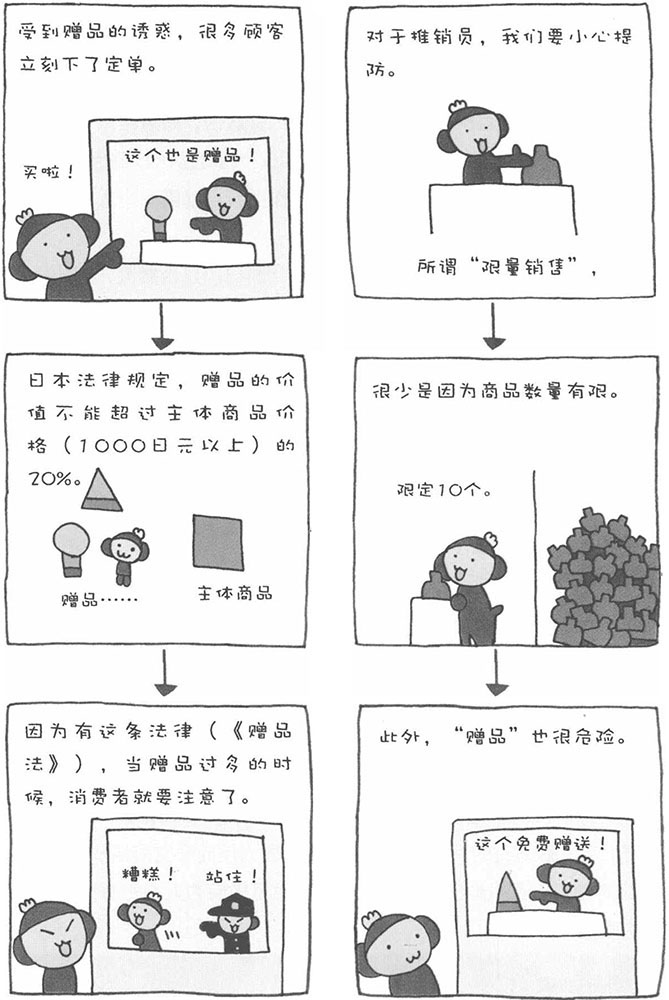 对于推销员，我们要小心提
防。
所谓“限量销售”，
很少是因为商品数量有限。
限定10个。
此外，“赠品”也很危险。
这个免费赠送！
受到赠品的诱惑，很多顾客
立刻下了定单。
这个也是赠品！
买啦！
日本法律规定，赠品的价
值不能超过主体商品价
格（1000日元以上）的
20%。
赠品……
主体商品
因为有这条法律（《赠品
法》），当赠品过多的时
候，消费者就要注意了。
糟糕！
站住！